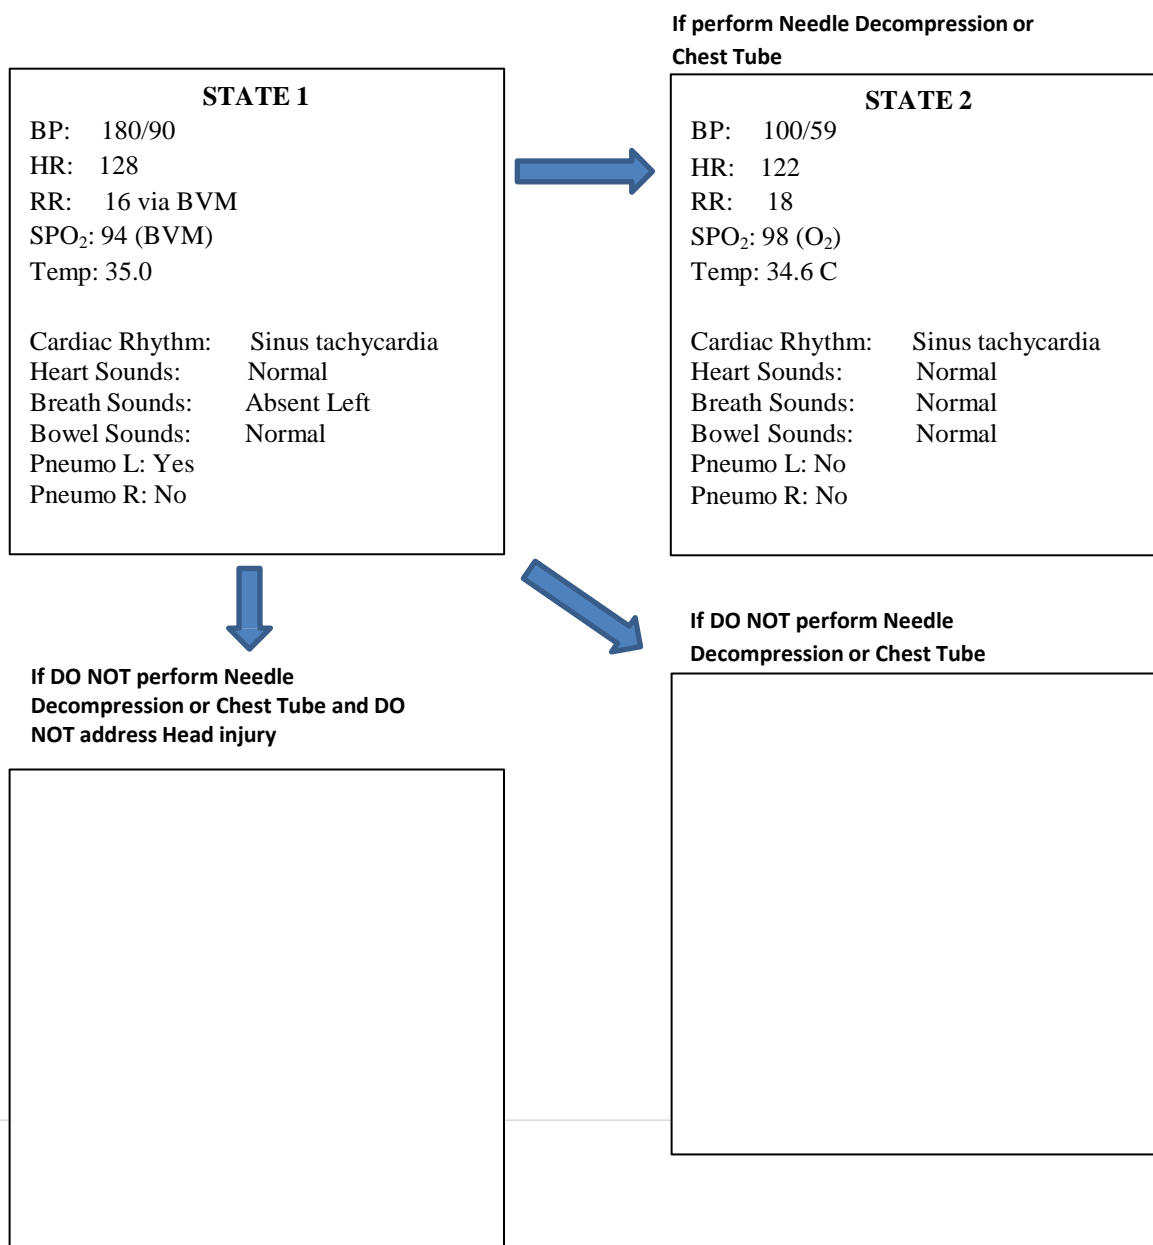 If perform Needle Decompression or
Chest Tube
STATE 1
BP: 180/90
HR: 128
RR: 16 via BVM
SPO₂: 94 (BVM)
Temp: 35.0
Cardiac Rhythm: Sinus tachycardia
Heart Sounds: Normal
Breath Sounds: Absent Left
Bowel Sounds: Normal
Pneumo L: Yes
Pneumo R: No
STATE 2
BP: 100/59
HR: 122
RR: 18
SPO₂: 98 (O₂)
Temp: 34.6 C
Cardiac Rhythm: Sinus tachycardia
Heart Sounds: Normal
Breath Sounds: Normal
Bowel Sounds: Normal
Pneumo L: No
Pneumo R: No
If DO NOT perform Needle
Decompression or Chest Tube and DO
NOT address Head injury
If DO NOT perform Needle
Decompression or Chest Tube